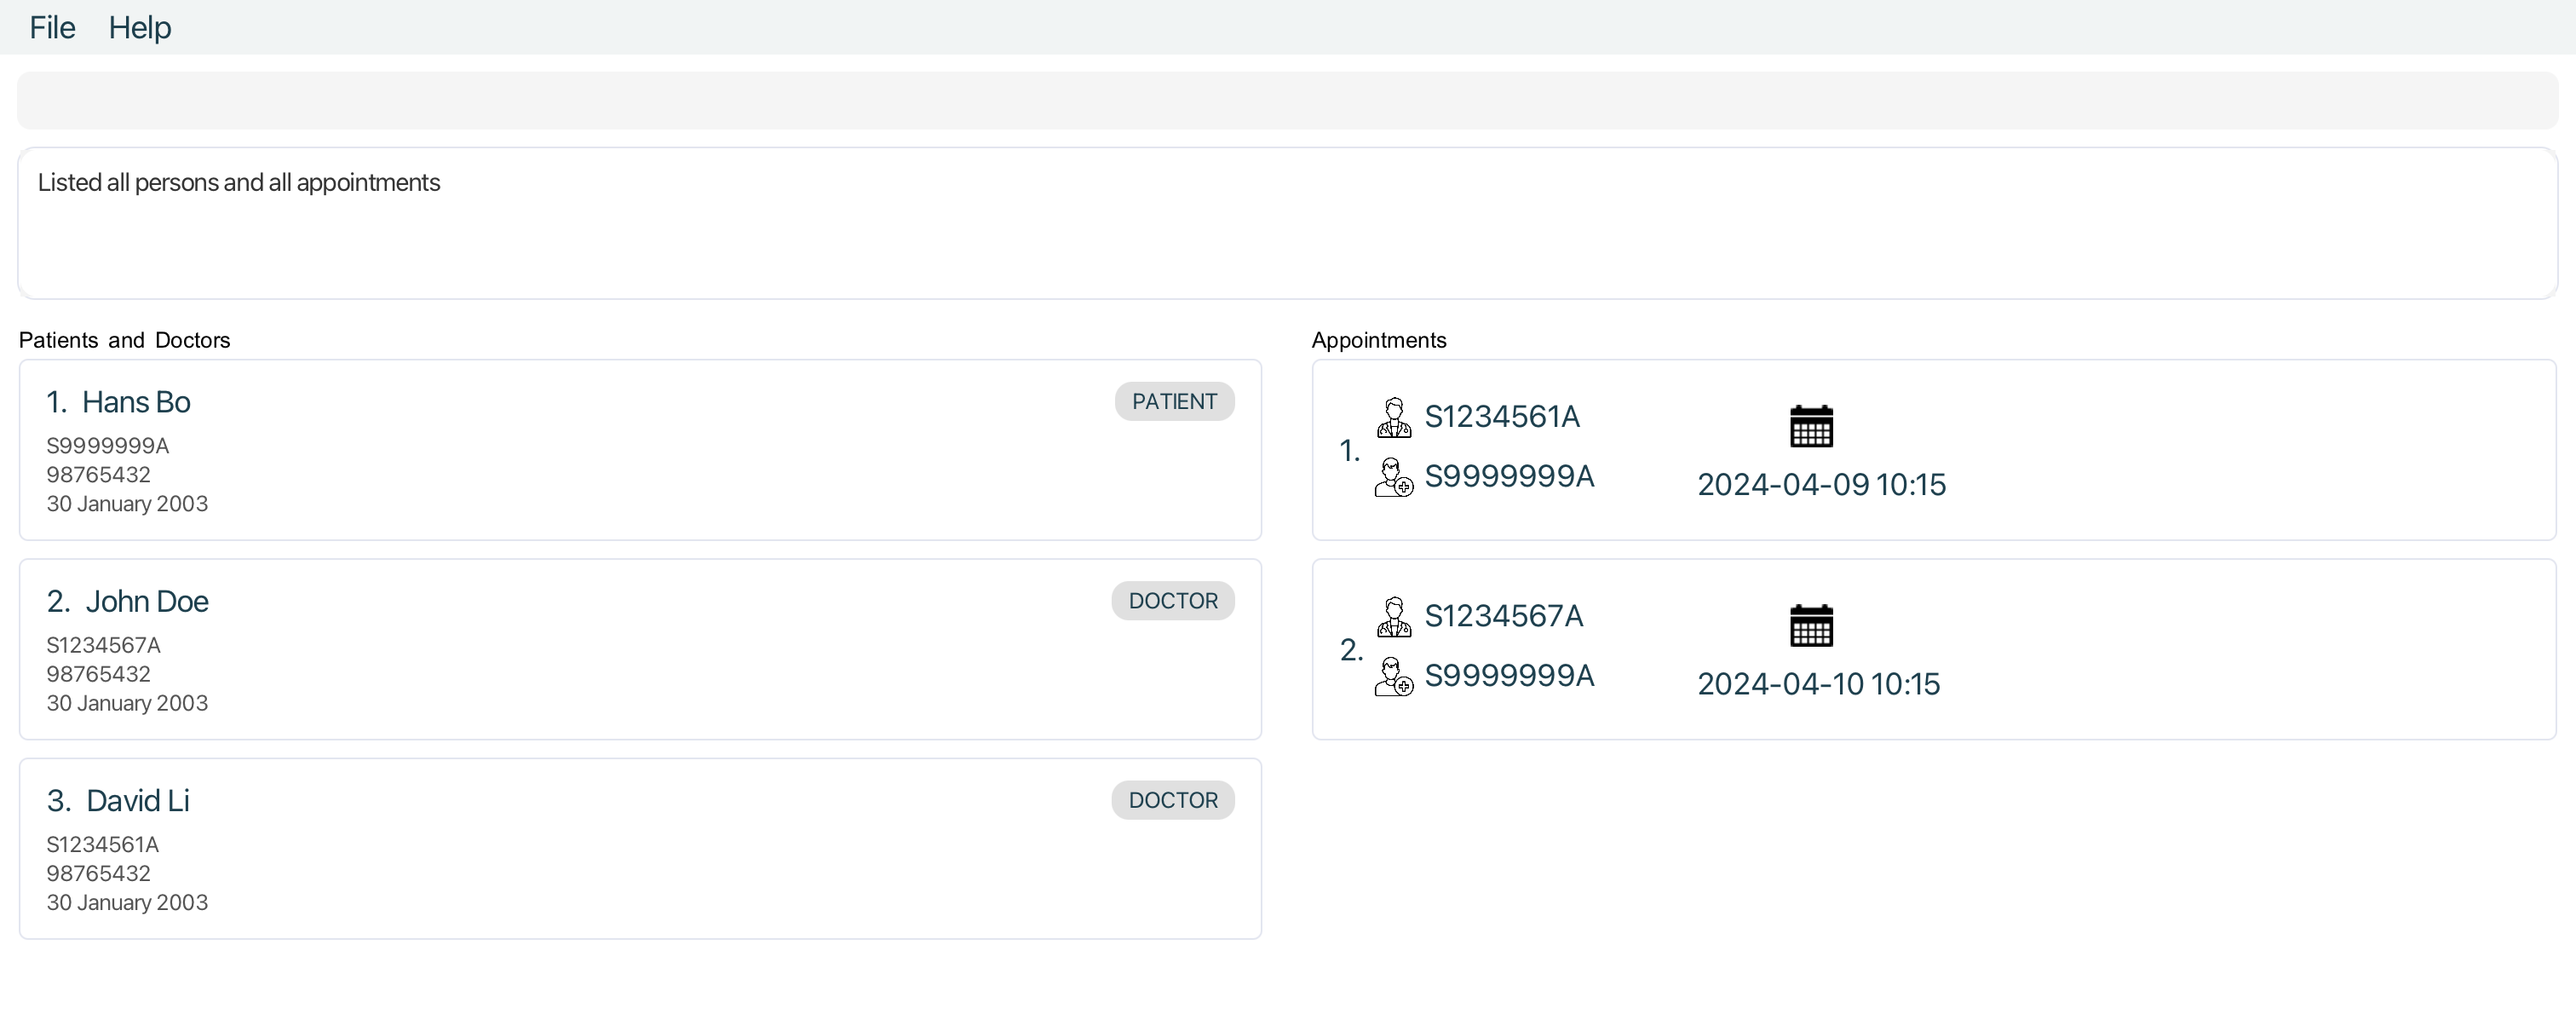 File Help
Listed all persons and all appointments
Patients and Doctors
1. Hans Bo
PATIENT
S9999999A
98765432
30 January 2003
2. John Doe
DOCTOR
S1234567A
98765432
30 January 2003
3. David Li
DOCTOR
S1234561A
98765432
30 January 2003
Appointments
1.
S1234561A
S9999999A
2024-04-09 10:15
2.
S1234567A
S9999999A
2024-04-10 10:15